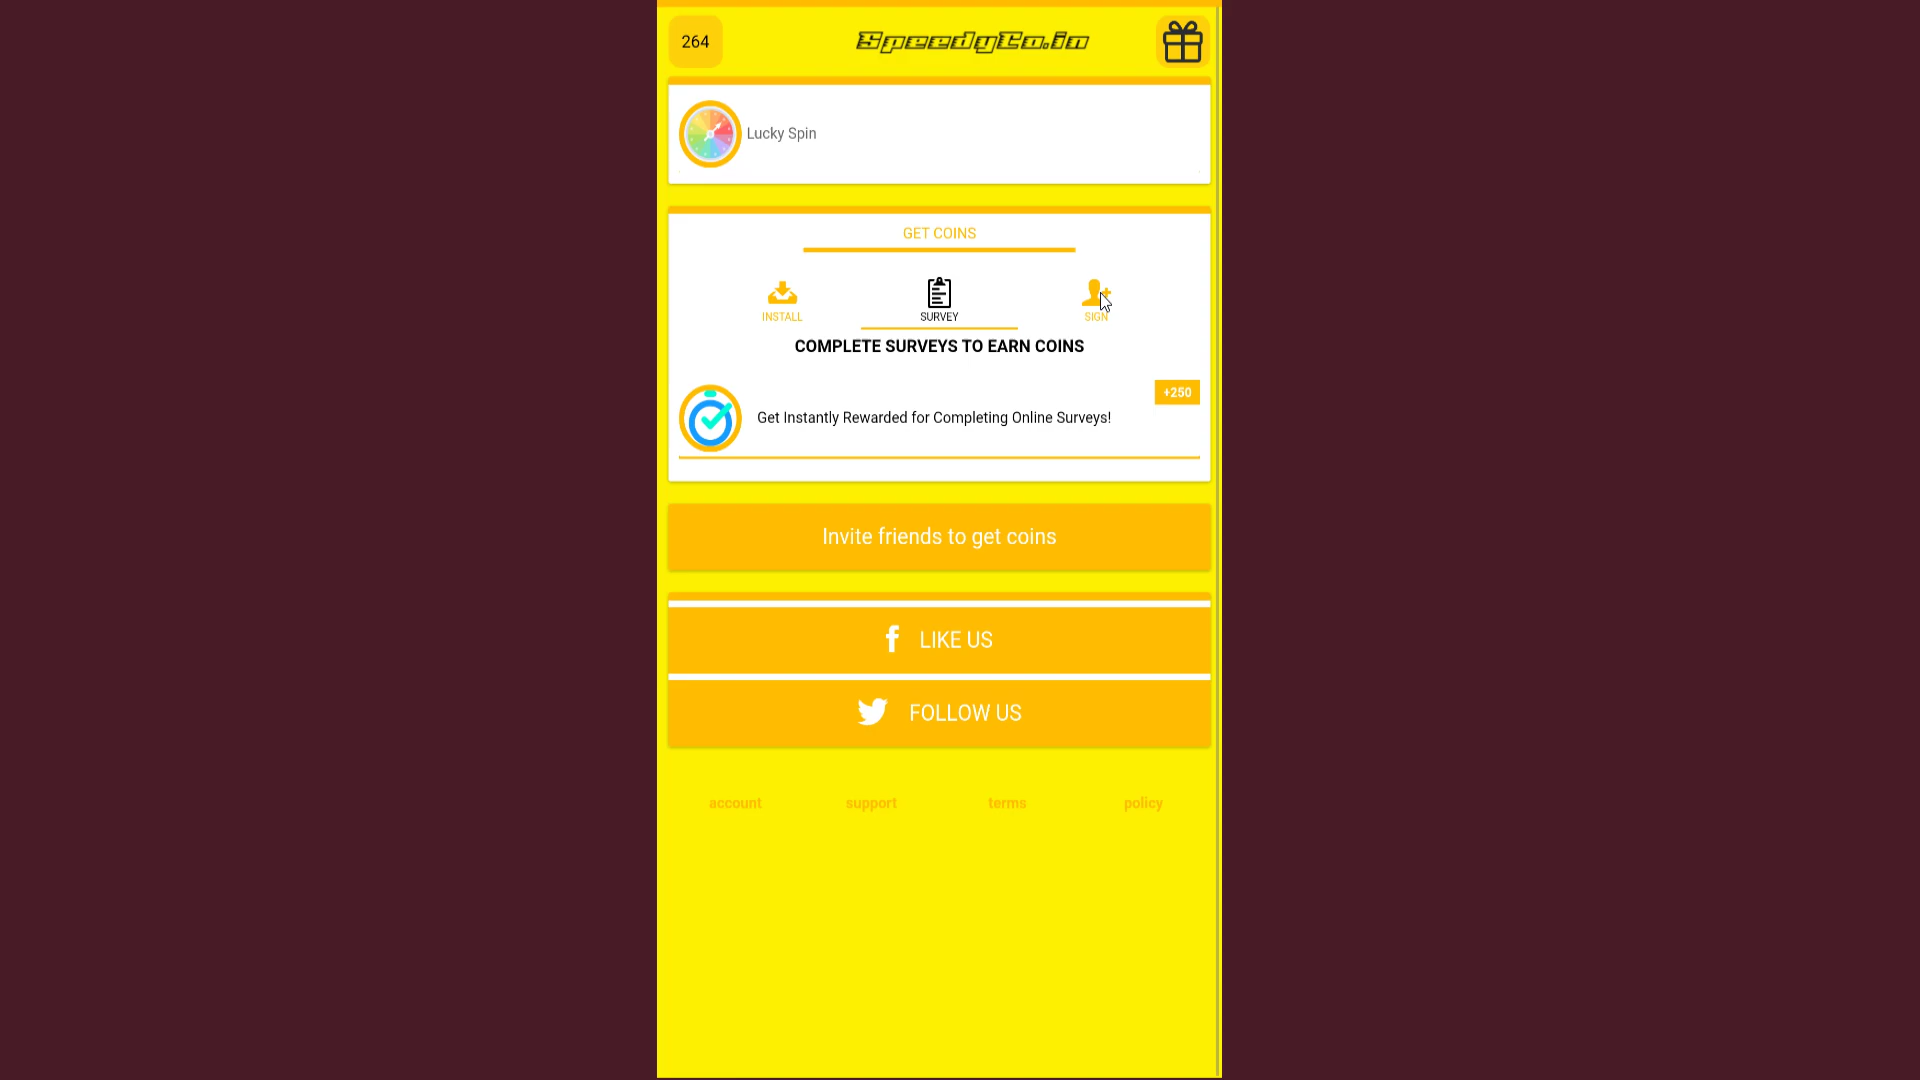 264
SpeedyCo.in
Lucky Spin
GET COINS
INSTALL
SURVEY
SIGN
COMPLETE SURVEYS TO EARN COINS
+250
Get Instantly Rewarded for Completing Online Surveys!
Invite friends to get coins
LIKE US
FOLLOW US
account
support
terms
policy